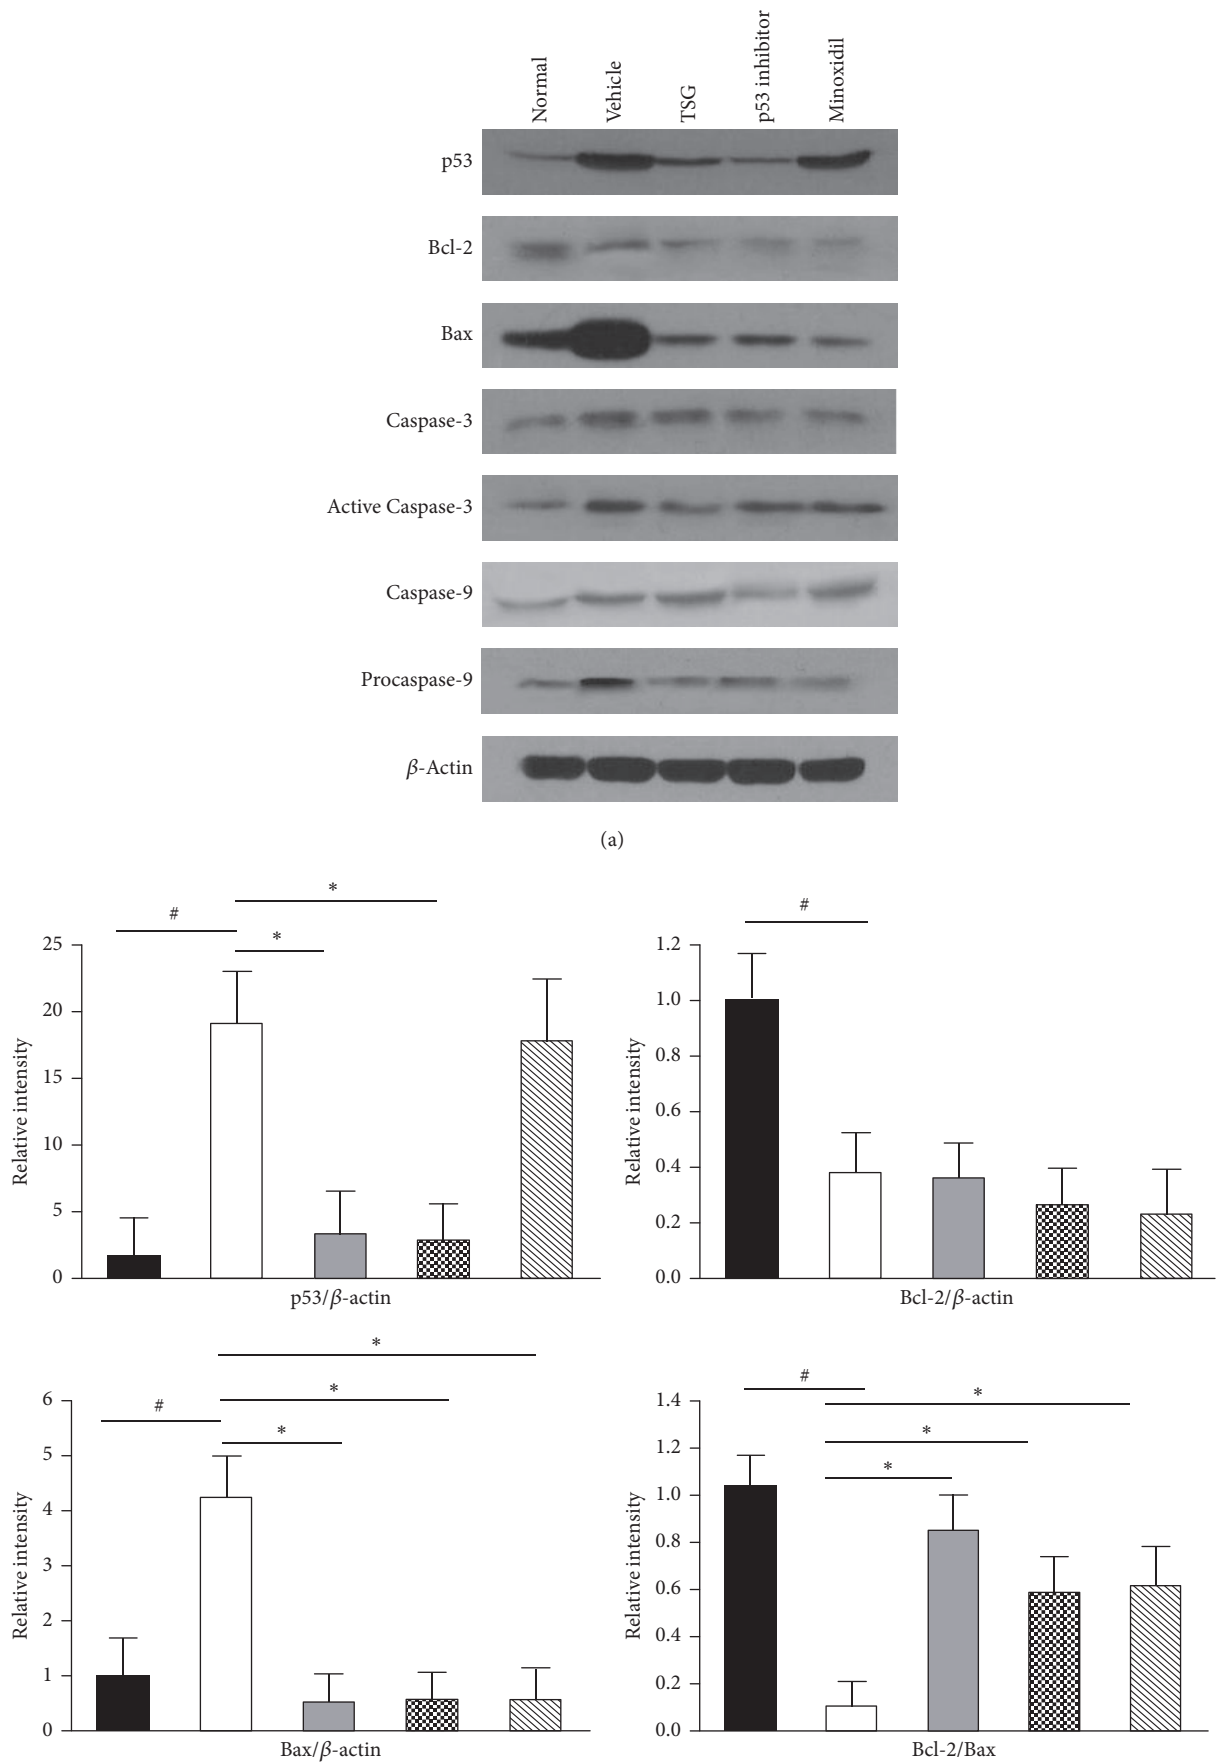 Normal
Vehicle
TSG
p53 inhibitor
Minoxidil
p53
Bcl-2
Bax
Caspase-3
Active Caspase-3
Caspase-9
Procaspase-9
β-Actin
(a)
*
#
*
25
20
15
10
5
0
Relative intensity
p53/β-actin
#
1.2
1.0
0.8
0.6
0.4
0.2
0.0
Relative intensity
Bcl-2/β-actin
*
*
#
*
6
5
4
3
2
1
0
Relative intensity
Bax/β-actin
#
*
*
*
1.4
1.2
1.0
0.8
0.6
0.4
0.2
0.0
Relative intensity
Bcl-2/Bax